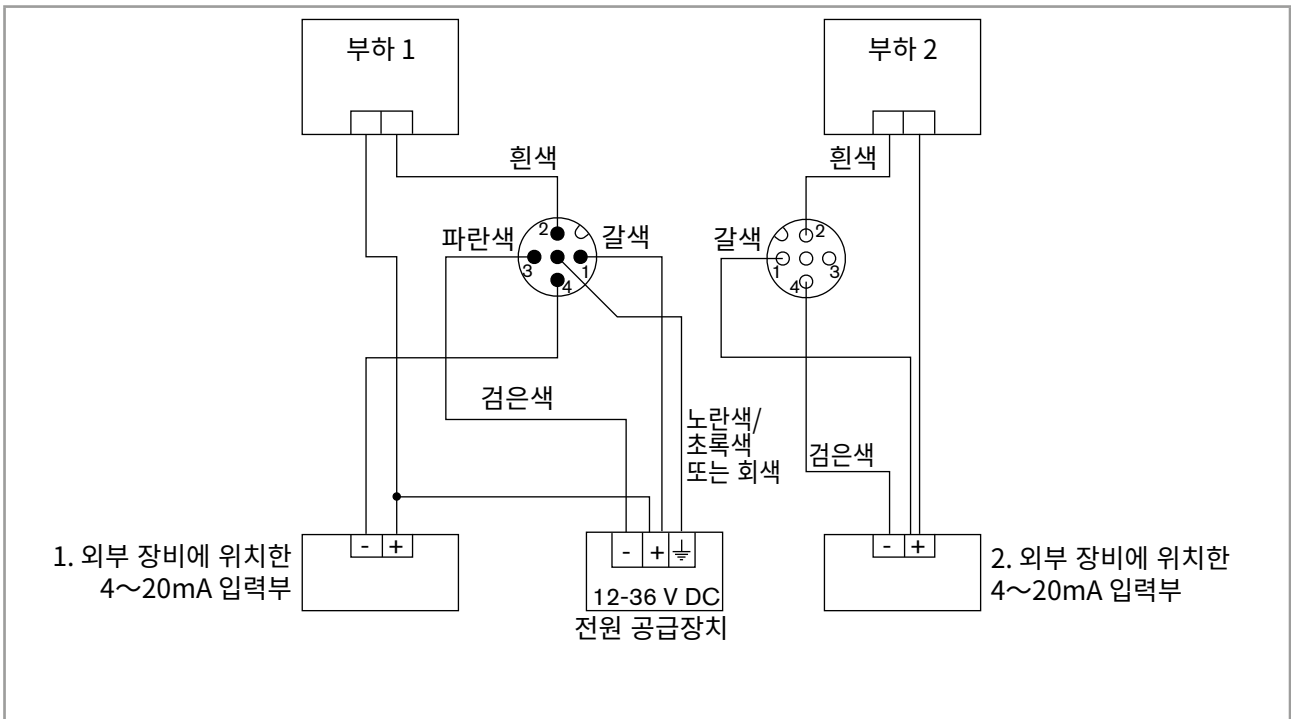 부하 1
부하 2
흰색
흰색
파란색
2
갈색
3
1
4
갈색
2
1
3
4
검은색
노란색/
초록색
또는 회색
검은색
- +
- +
- +
1. 외부 장비에 위치한
4～20mA 입력부
12-36 V DC
전원 공급장치
2. 외부 장비에 위치한
4～20mA 입력부